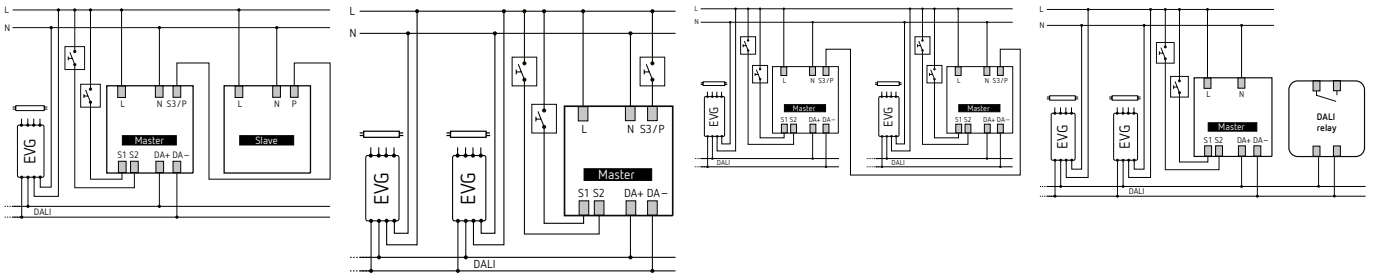 L
N
L N S3/P
Master
S1 S2 DA+ DA−
EVG
L N P
Slave
DALI
L
N
L N S3/P
Master
S1 S2 DA+ DA−
EVG
EVG
DALI
L
N
L N S3/P
Master
S1 S2 DA+ DA−
EVG
L N S3/P
Master
S1 S2 DA+ DA−
EVG
DALI
L
N
L N
Master
S1 S2 DA+ DA−
EVG
EVG
DALI
relay
DALI